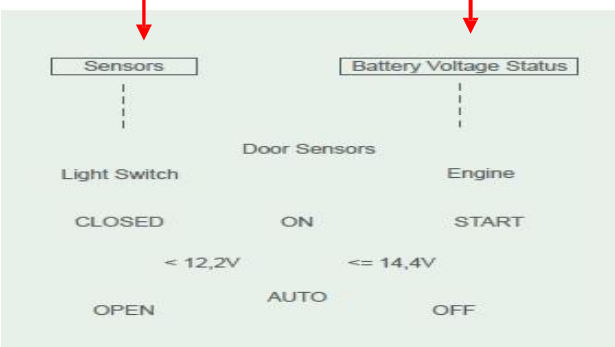 Sensors Battery Voltage Status
Door Sensors
Light Switch Engine
CLOSED ON START
< 12,2V <= 14,4V
AUTO
OPEN OFF